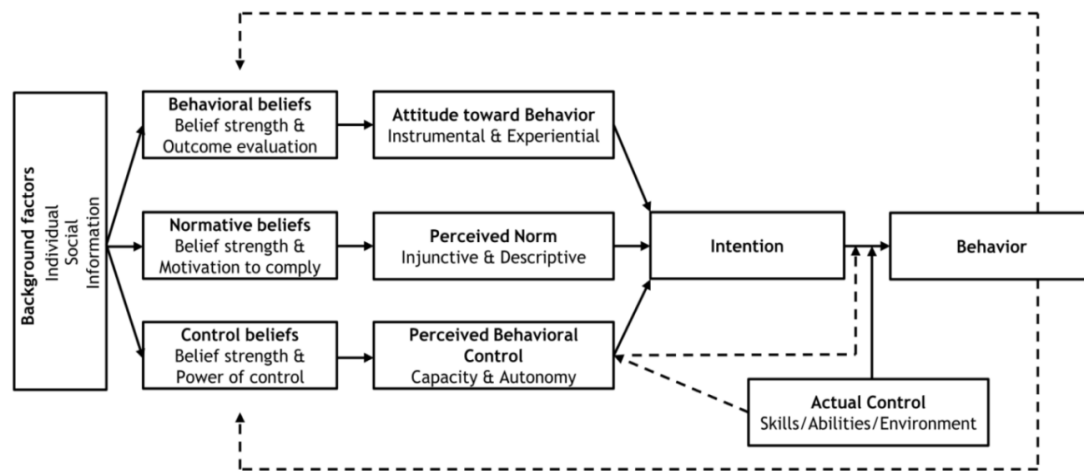 Background factors
Individual
Social
Information
Behavioral beliefs
Belief strength &
Outcome evaluation
Attitude toward Behavior
Instrumental & Experiential
Normative beliefs
Belief strength &
Motivation to comply
Perceived Norm
Injunctive & Descriptive
Intention
Behavior
Control beliefs
Belief strength &
Power of control
Perceived Behavioral
Control
Capacity & Autonomy
Actual Control
Skills/Abilities/Environment